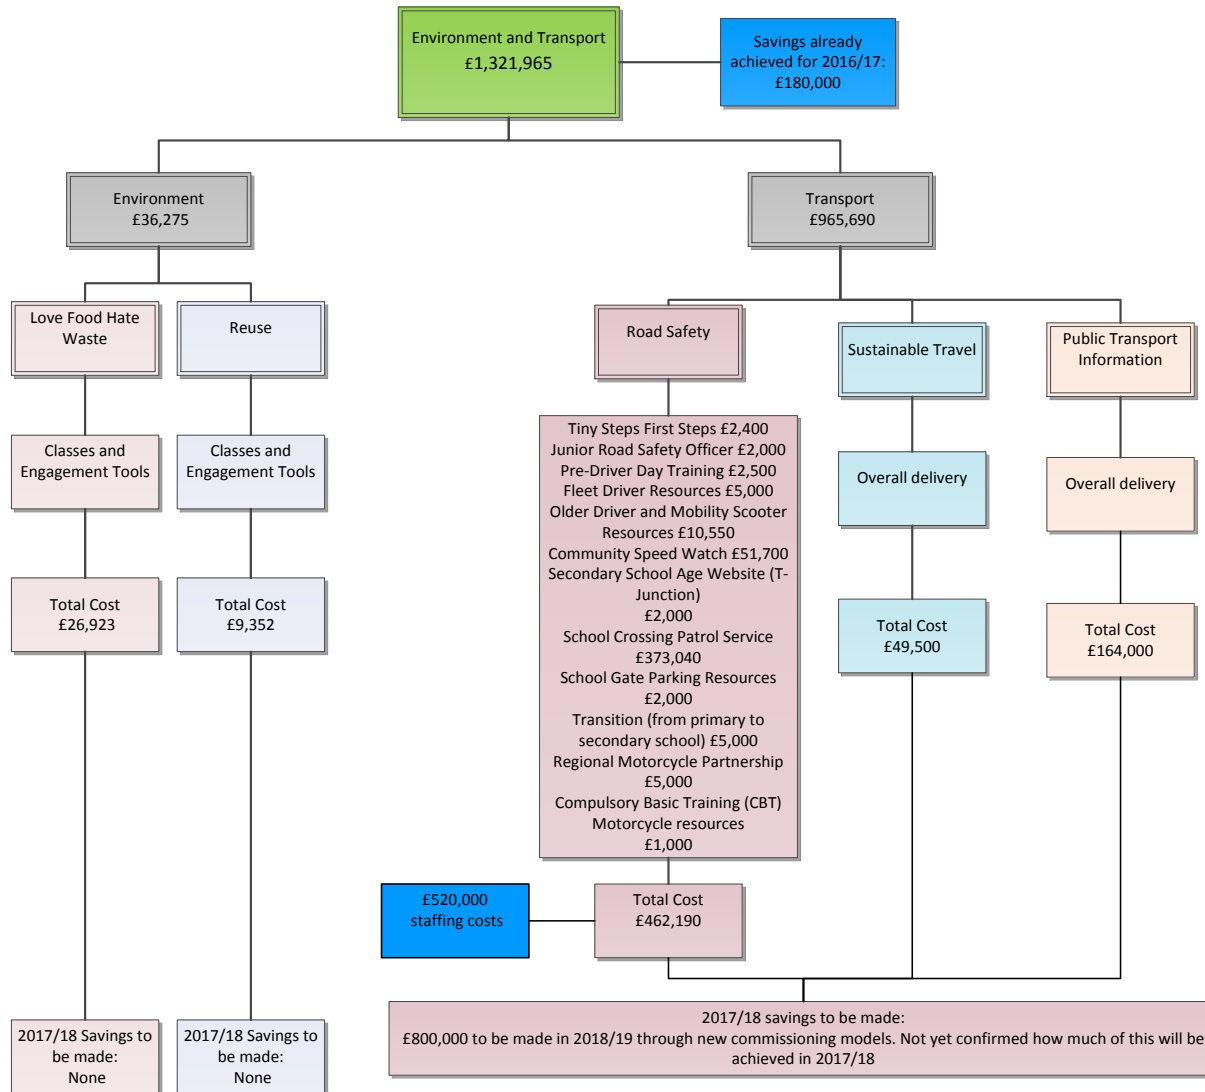 Environment and Transport
£1,321,965
Savings already
achieved for 2016/17:
£180,000
Environment
£36,275
Transport
£965,690
Love Food Hate
Waste
Reuse
Road Safety
Sustainable Travel
Public Transport
Information
Classes and
Engagement Tools
Classes and
Engagement Tools
Tiny Steps First Steps £2,400
Junior Road Safety Officer £2,000
Pre-Driver Day Training £2,500
Fleet Driver Resources £5,000
Older Driver and Mobility Scooter
Resources £10,550
Community Speed Watch £51,700
Secondary School Age Website (T-
Junction)
£2,000
School Crossing Patrol Service
£373,040
School Gate Parking Resources
£2,000
Transition (from primary to
secondary school) £5,000
Regional Motorcycle Partnership
£5,000
Compulsory Basic Training (CBT)
Motorcycle resources
£1,000
Overall delivery
Overall delivery
Total Cost
£26,923
Total Cost
£9,352
Total Cost
£49,500
Total Cost
£164,000
£520,000
staffing costs
Total Cost
£462,190
2017/18 Savings to
be made:
None
2017/18 Savings to
be made:
None
2017/18 savings to be made:
£800,000 to be made in 2018/19 through new commissioning models. Not yet confirmed how much of this will be
achieved in 2017/18